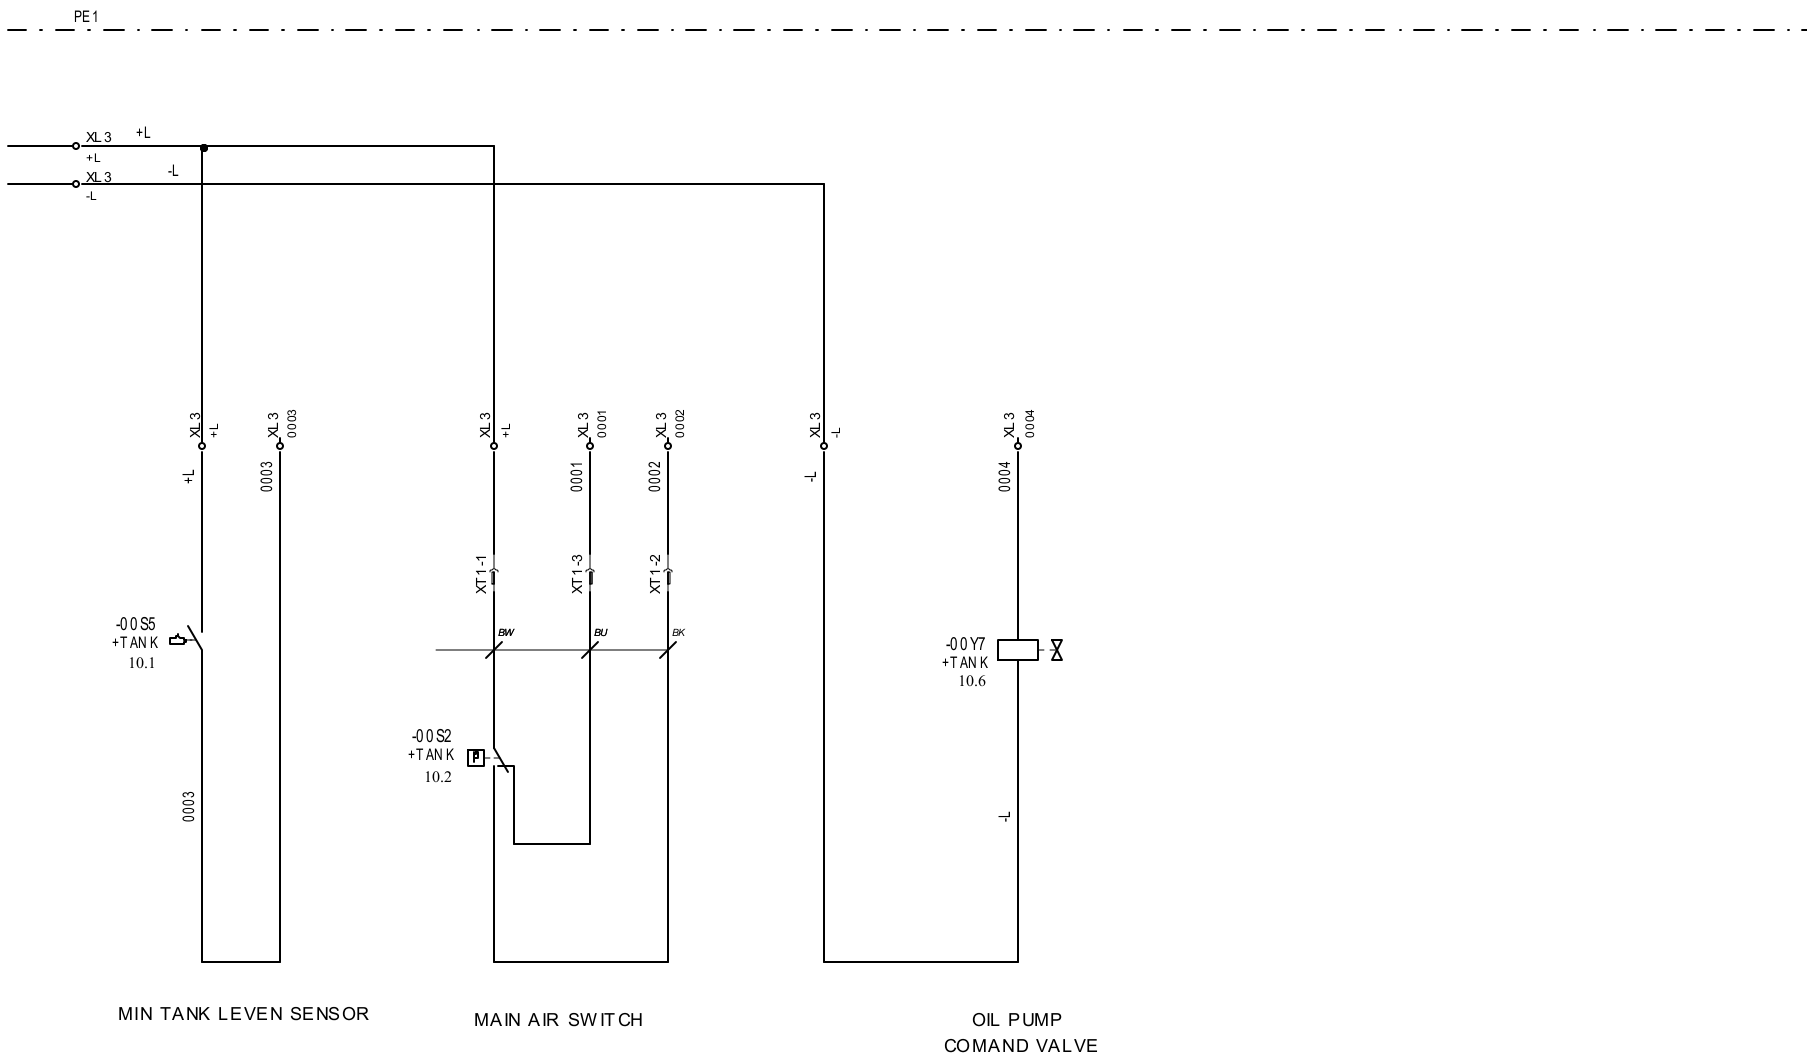 PE1
XL3
+L
+L
XL3
-L
-L
XL3
+L
XL3
0003
XL3
+L
XL3
0001
XL3
0002
XL3
-L
XL3
0004
+L
0003
0001
0002
-L
0004
XT1-1
XT1-3
XT1-2
-00S5
+TANK
10.1
BW
BU
BK
-00Y7
+TANK
10.6
-00S2
+TANK
10.2
P
0003
-L
MIN TANK LEVEN SENSOR
MAIN AIR SWITCH
OIL PUMP
COMAND VALVE